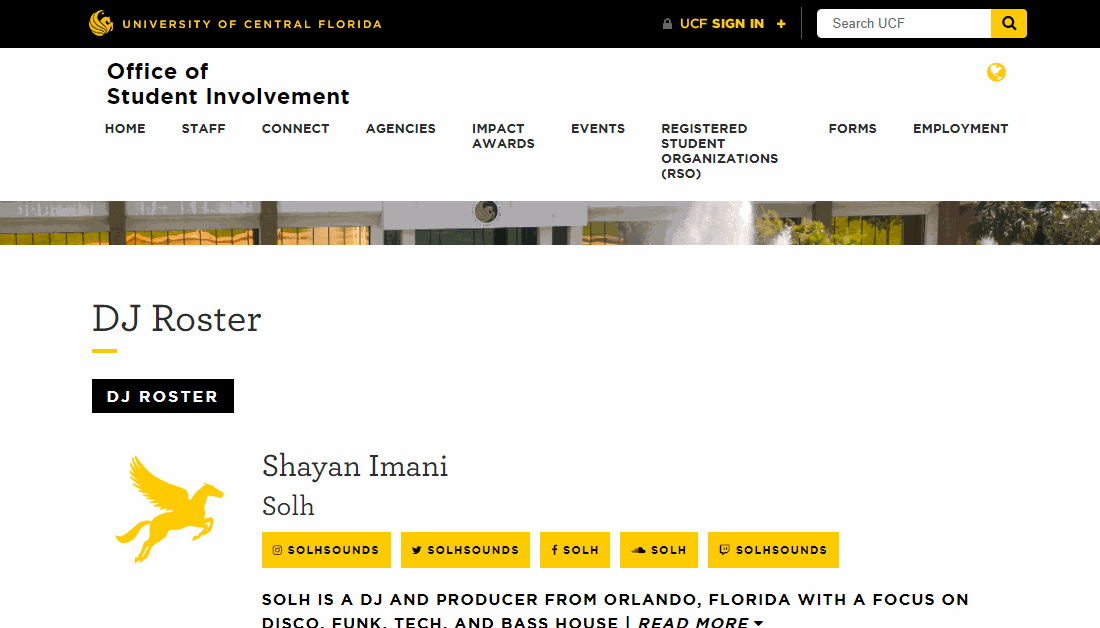 UNIVERSITY OF CENTRAL FLORIDA
UCF SIGN IN +
Search UCF
Office of
Student Involvement
HOME STAFF CONNECT AGENCIES IMPACT AWARDS EVENTS REGISTERED STUDENT ORGANIZATIONS (RSO) FORMS EMPLOYMENT
DJ Roster
DJ ROSTER
Shayan Imani
Solh
SOLHSOUNDS SOLHSOUNDS SOLH SOLH SOLHSOUNDS
SOLH IS A DJ AND PRODUCER FROM ORLANDO, FLORIDA WITH A FOCUS ON
DISCO, FUNK, TECH, AND BASS HOUSE | READ MORE